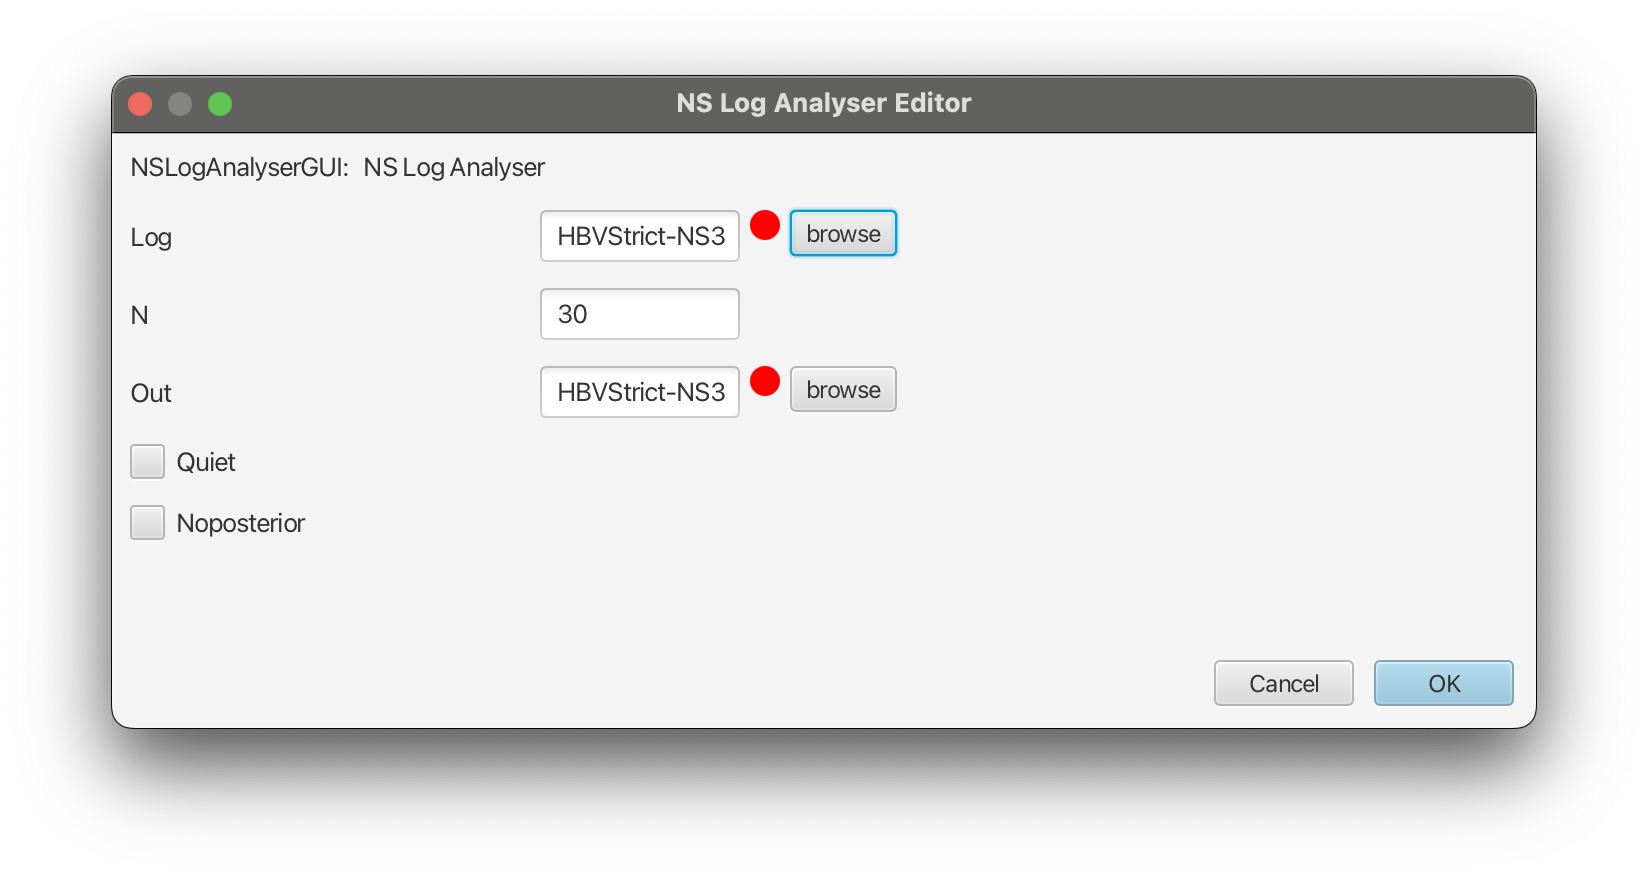 NS Log Analyser Editor
NSLogAnalyserGUI: NS Log Analyser
Log HBVStrict-NS3 browse
N 30
Out HBVStrict-NS3 browse
Quiet
Noposterior
Cancel OK